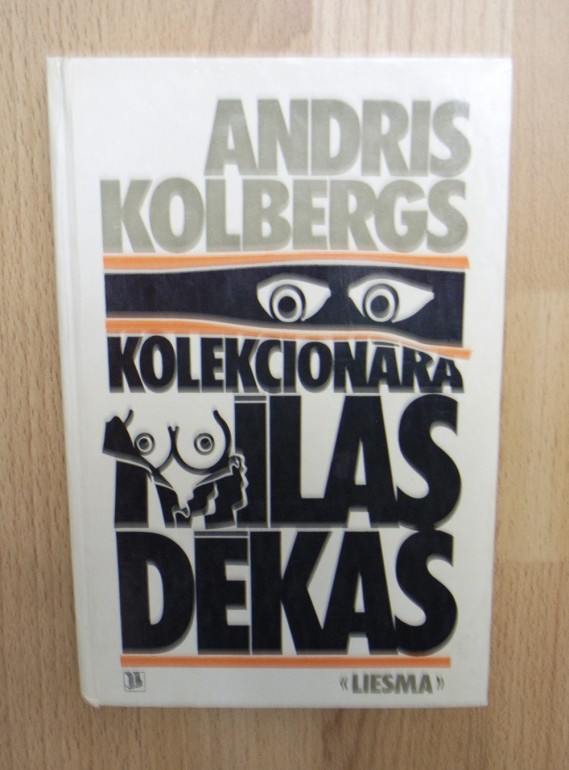 ANDRIS
KOLBERGS
KOLEKCIONĀRA
MĪLAS
DĒKAS
«LIESMA»